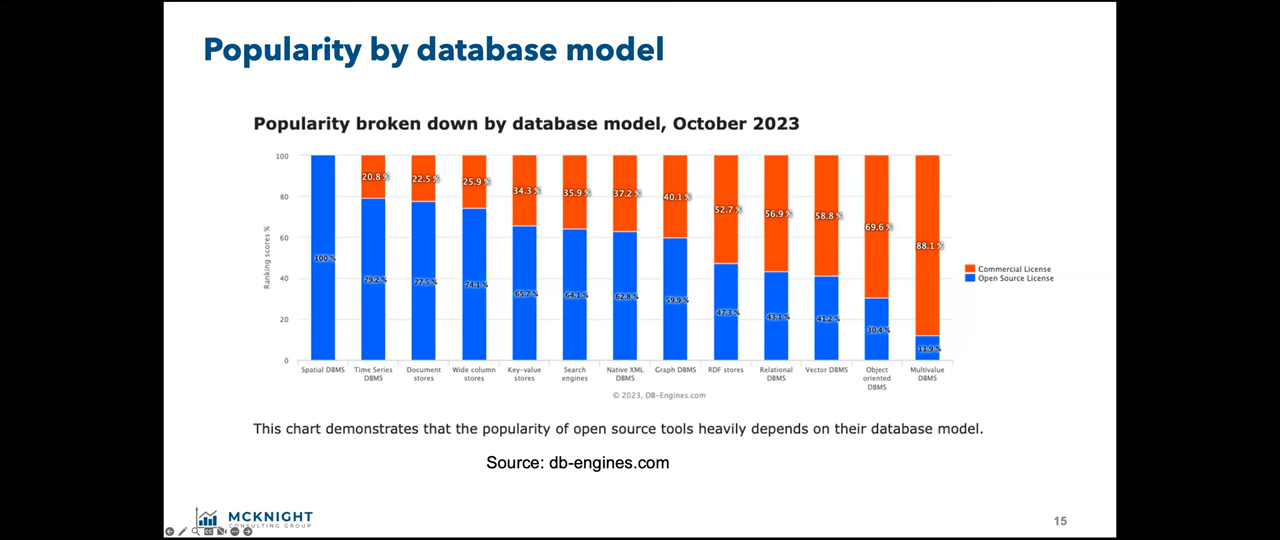 Popularity by database model
Popularity broken down by database model, October 2023
Ranking scores %
100
80
60
40
20
0
20.8 %
22.5 %
25.9 %
34.3 %
35.9 %
37.2 %
40.1 %
52.7 %
56.9 %
58.8 %
69.6 %
88.1 %
100 %
79.2 %
77.5 %
74.1 %
65.7 %
64.1 %
62.8 %
59.9 %
47.3 %
43.1 %
41.2 %
30.4 %
11.9 %
Spatial DBMS
Time Series
DBMS
Document
stores
Wide column
stores
Key-value
stores
Search
engines
Native XML
DBMS
Graph DBMS
RDF stores
Relational
DBMS
Vector DBMS
Object
oriented
DBMS
Multivalue
DBMS
Commercial License
Open Source License
© 2023, DB-Engines.com
This chart demonstrates that the popularity of open source tools heavily depends on their database model.
Source: db-engines.com
MCKNIGHT
CONSULTING GROUP
15